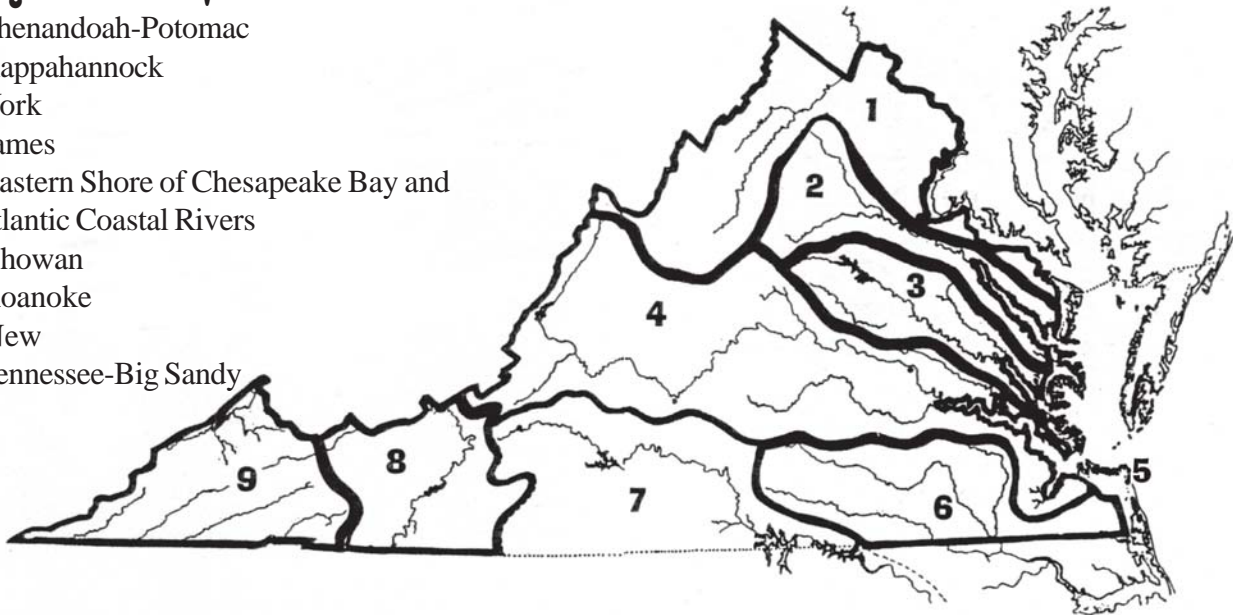 henandoah-Potomac
appahannock
ork
ames
astern Shore of Chesapeake Bay and
tlantic Coastal Rivers
howan
oanoke
New
ennessee-Big Sandy
1
2
3
4
5
6
7
8
9